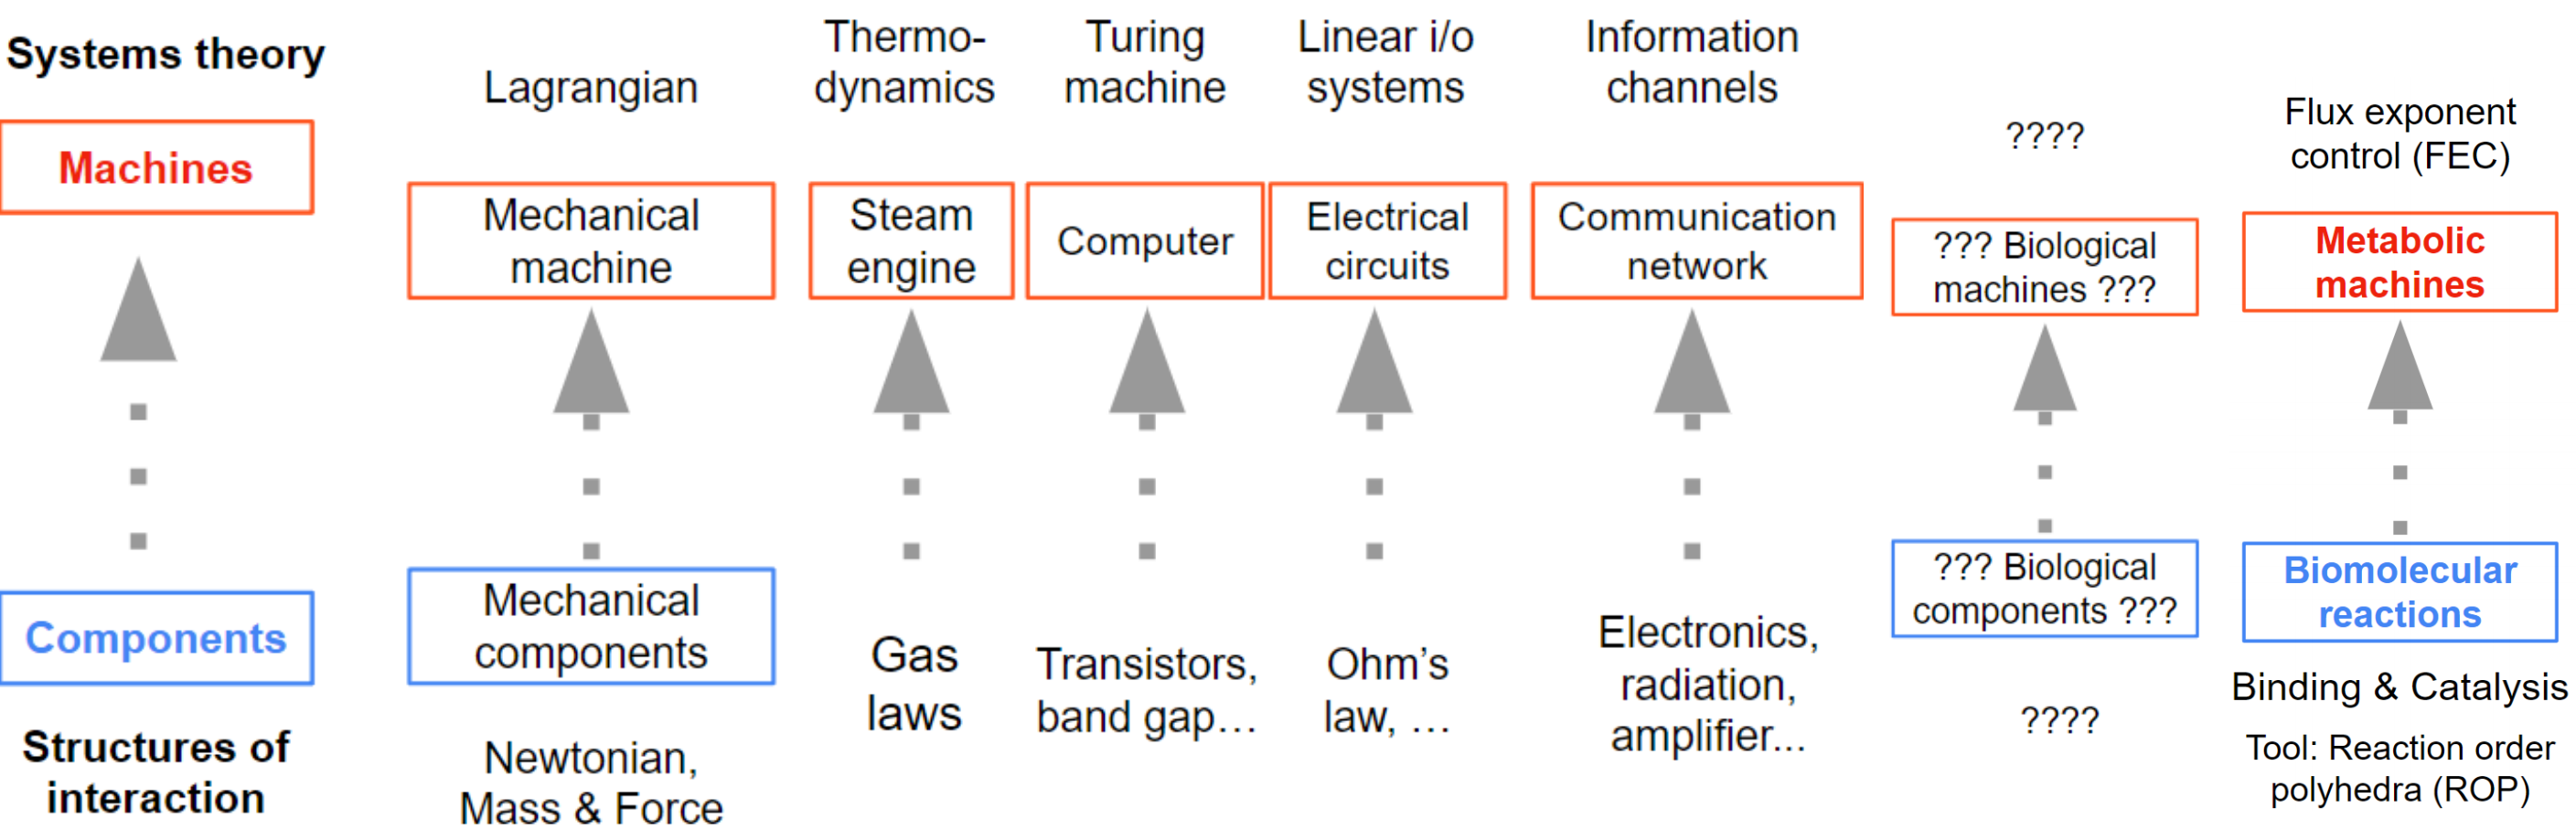 Systems theory
Machines
Components
Structures of
interaction
Lagrangian
Mechanical
machine
Mechanical
components
Newtonian,
Mass & Force
Thermo-
dynamics
Steam
engine
Gas
laws
Turing
machine
Computer
Transistors,
band gap…
Linear i/o
systems
Electrical
circuits
Ohm’s
law, …
Information
channels
Communication
network
Electronics,
radiation,
amplifier...
????
??? Biological
machines ???
??? Biological
components ???
????
Flux exponent
control (FEC)
Metabolic
machines
Biomolecular
reactions
Binding & Catalysis
Tool: Reaction order
polyhedra (ROP)